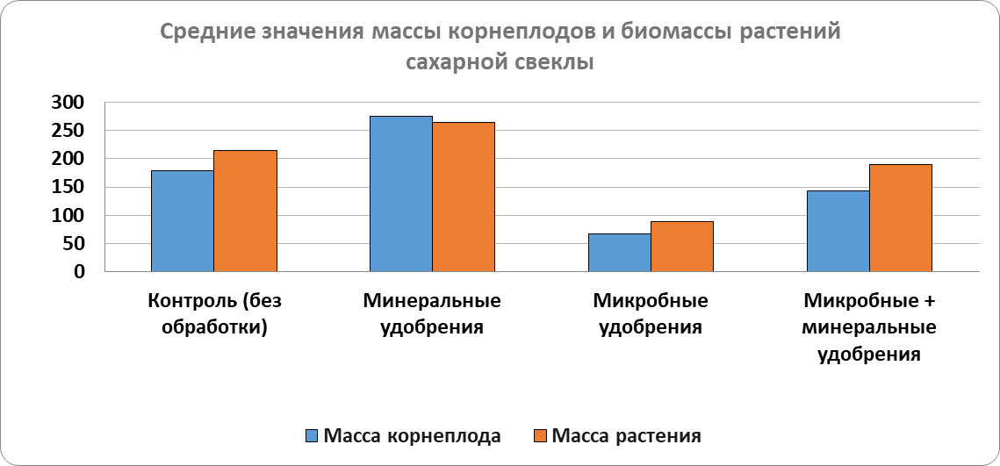 Средние значения массы корнеплодов и биомассы растений
сахарной свеклы
300
250
200
150
100
50
0
Контроль (без
обработки)
Минеральные
удобрения
Микробные
удобрения
Микробные +
минеральные
удобрения
Масса корнеплода
Масса растения